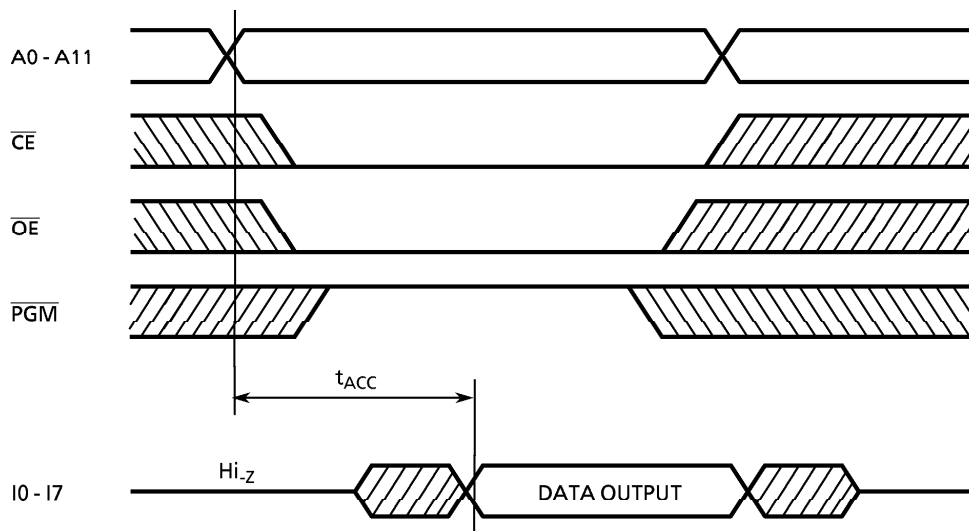 A0 - A11
CE
OE
PGM
tACC
Hi-Z
I0 - I7
DATA OUTPUT